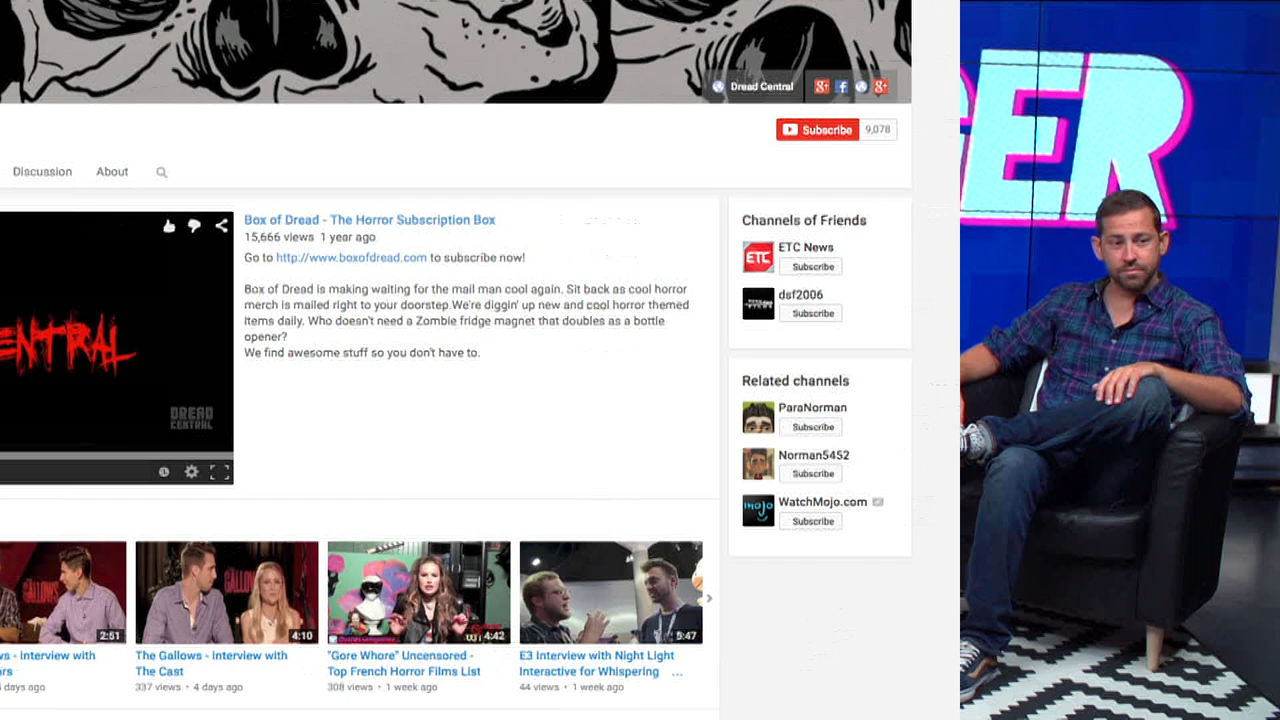 Dread Central
Subscribe 9,078
GER
Discussion About
Box of Dread - The Horror Subscription Box
15,666 views 1 year ago
Go to http://www.boxofdread.com to subscribe now!
Box of Dread is making waiting for the mail man cool again. Sit back as cool horror
merch is mailed right to your doorstep.We're diggin' up new and cool horror themed
items daily. Who doesn't need a Zombie fridge magnet that doubles as a bottle
opener?
We find awesome stuff so you don't have to.
ENTRAL
DREAD
CENTRAL
Channels of Friends
ETC
ETC News
Subscribe
dsf2006
Subscribe
Related channels
ParaNorman
Subscribe
Norman5452
Subscribe
mojo
WatchMojo.com
Subscribe
GALLOWS
2:51
GALLOWS
4:10
4:42
5:47
ws - Interview with
rs
days ago
The Gallows - Interview with
The Cast
337 views • 4 days ago
"Gore Whore" Uncensored -
Top French Horror Films List
308 views • 1 week ago
E3 Interview with Night Light
Interactive for Whispering ...
44 views • 1 week ago